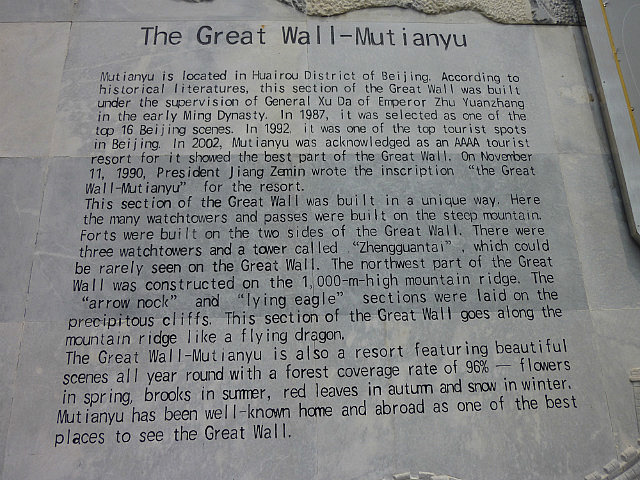 The Great Wall-Mutianyu
Mutianyu is located in Huairou District of Beijing. According to
historical literatures, this section of the Great Wall was built
under the supervision of General Xu Da of Emperor Zhu Yuanzhang
in the early Ming Dynasty. In 1987, it was selected as one of the
top 16 Beijing scenes. In 1992, it was one of the top tourist spots
in Beijing. In 2002, Mutianyu was acknowledged as an AAAA tourist
resort for it showed the best part of the Great Wall. On November
11, 1990, President Jiang Zemin wrote the inscription "the Great
Wall-Mutianyu" for the resort.
This section of the Great Wall was built in a unique way. Here
the many watchtowers and passes were built on the steep mountain.
Forts were built on the two sides of the Great Wall. There were
three watchtowers and a tower called "Zhengguantai", which could
be rarely seen on the Great Wall. The northwest part of the Great
Wall was constructed on the 1,000-m-high mountain ridge. The
"arrow nock" and "lying eagle" sections were laid on the
precipitous cliffs. This section of the Great Wall goes along the
mountain ridge like a flying dragon.
The Great Wall-Mutianyu is also a resort featuring beautiful
scenes all year round with a forest coverage rate of 96% — flowers
in spring, brooks in summer, red leaves in autumn and snow in winter.
Mutianyu has been well-known home and abroad as one of the best
places to see the Great Wall.